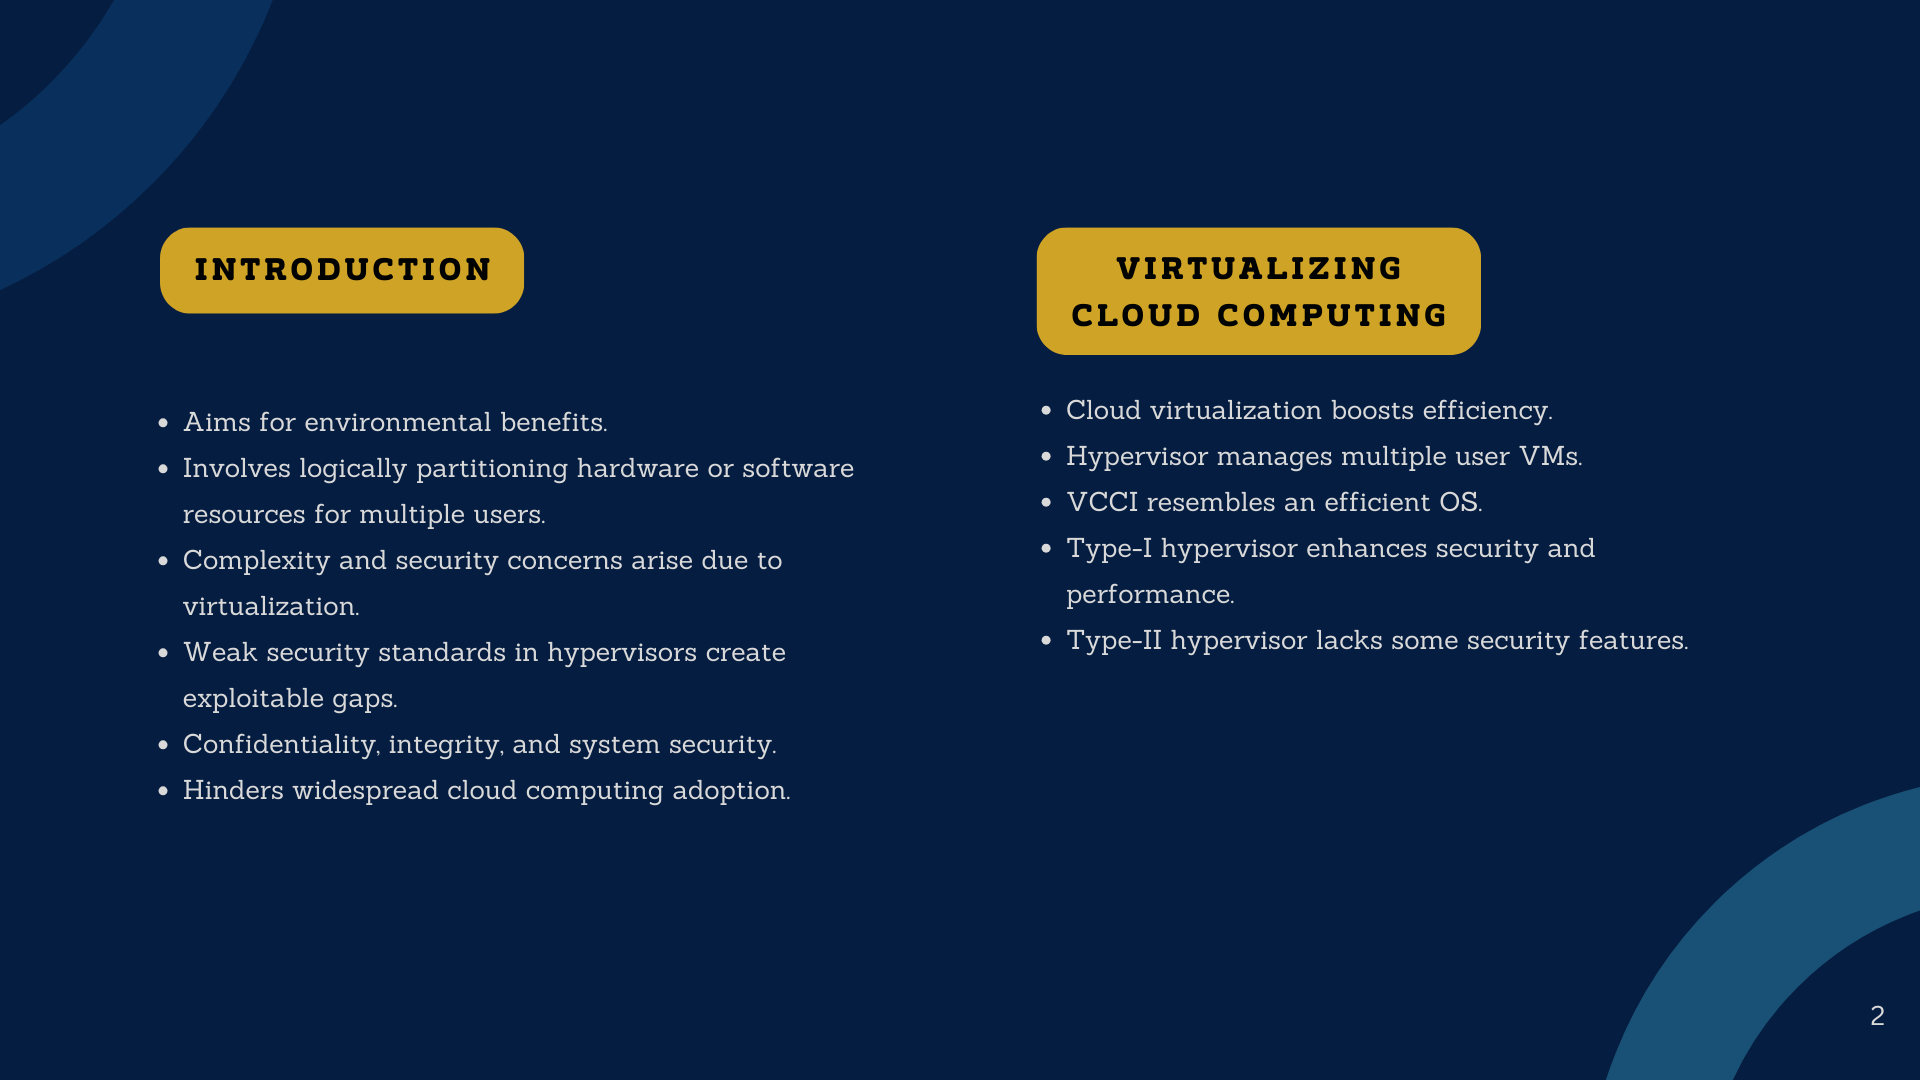 INTRODUCTION
• Aims for environmental benefits.
• Involves logically partitioning hardware or software
resources for multiple users.
• Complexity and security concerns arise due to
virtualization.
• Weak security standards in hypervisors create
exploitable gaps.
• Confidentiality, integrity, and system security.
• Hinders widespread cloud computing adoption.
VIRTUALIZING
CLOUD COMPUTING
• Cloud virtualization boosts efficiency.
• Hypervisor manages multiple user VMs.
• VCCI resembles an efficient OS.
• Type-I hypervisor enhances security and
performance.
• Type-II hypervisor lacks some security features.
2